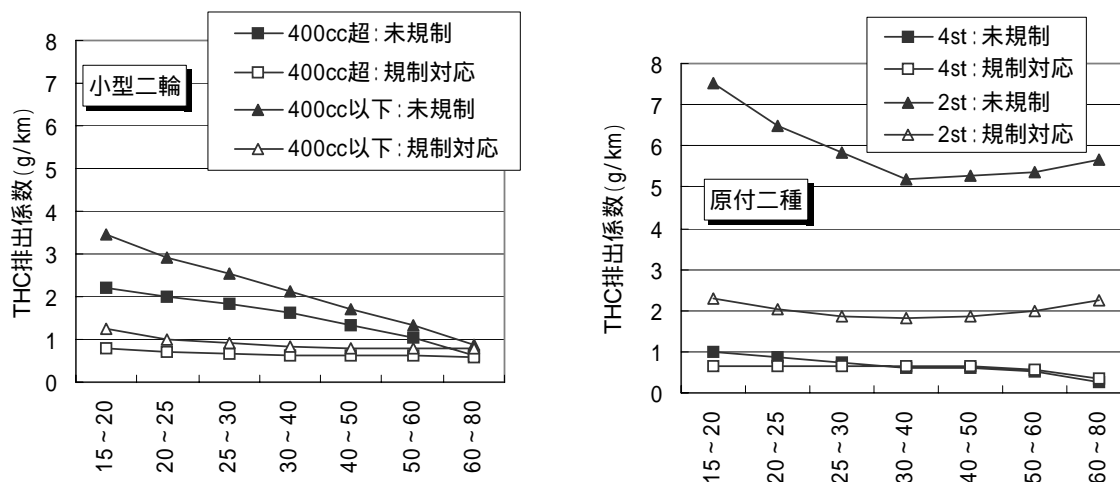 400cc超：未規制
400cc超：規制対応
400cc以下：未規制
400cc以下：規制対応
小型二輪
THC排出係数(g/km)
8
7
6
5
4
3
2
1
0
15～20
20～25
25～30
30～40
40～50
50～60
60～80
4st：未規制
4st：規制対応
2st：未規制
2st：規制対応
原付二種
THC排出係数(g/km)
8
7
6
5
4
3
2
1
0
15～20
20～25
25～30
30～40
40～50
50～60
60～80